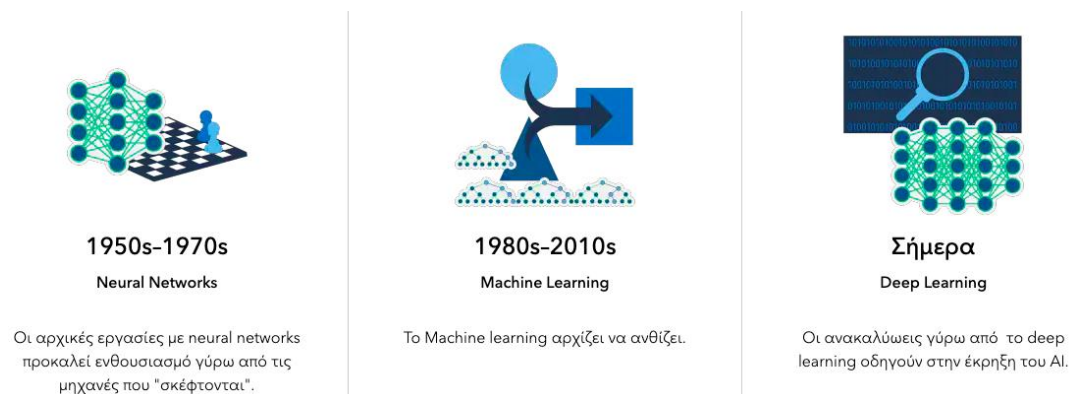 1950s-1970s
Neural Networks
Οι αρχικές εργασίες με neural networks
προκαλεί ενθουσιασμό γύρω από τις
μηχανές που "σκέφτονται".
1980s-2010s
Machine Learning
Το Machine learning αρχίζει να ανθίζει.
Σήμερα
Deep Learning
Οι ανακαλύωεις γύρω από το deep
learning οδηγούν στην έκρηξη του AI.